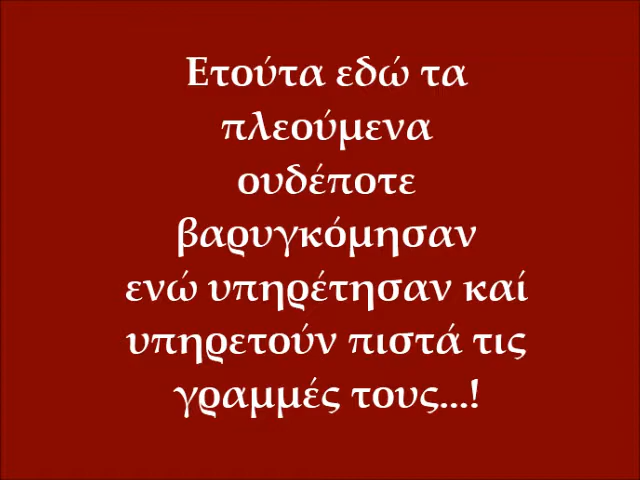 Ετούτα εδώ τα
πλεούμενα
ουδέποτε
βαρυγκόμησαν
ενώ υπηρέτησαν καί
υπηρετούν πιστά τις
γραμμές τους...!